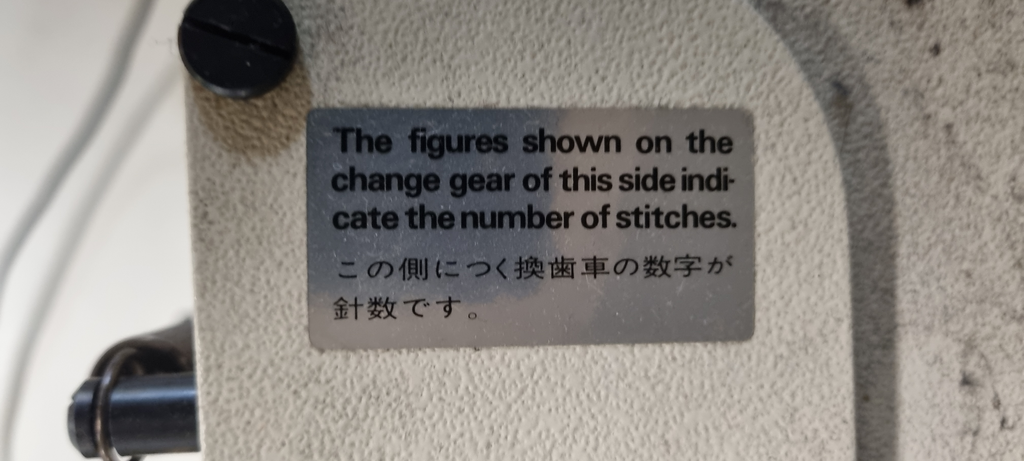 The figures shown on the
change gear of this side indi-
cate the number of stitches.
この側につく換歯車の数字が
針数です。